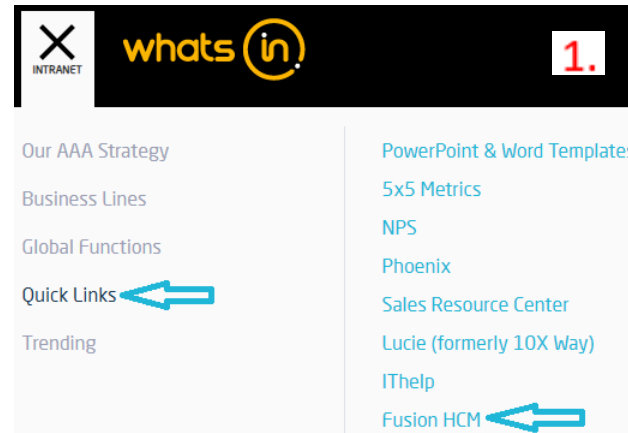 INTRANET
whats in.
1.
Our AAA Strategy
Business Lines
Global Functions
Quick Links
Trending
PowerPoint & Word Templates
5x5 Metrics
NPS
Phoenix
Sales Resource Center
Lucie (formerly 10X Way)
IThelp
Fusion HCM